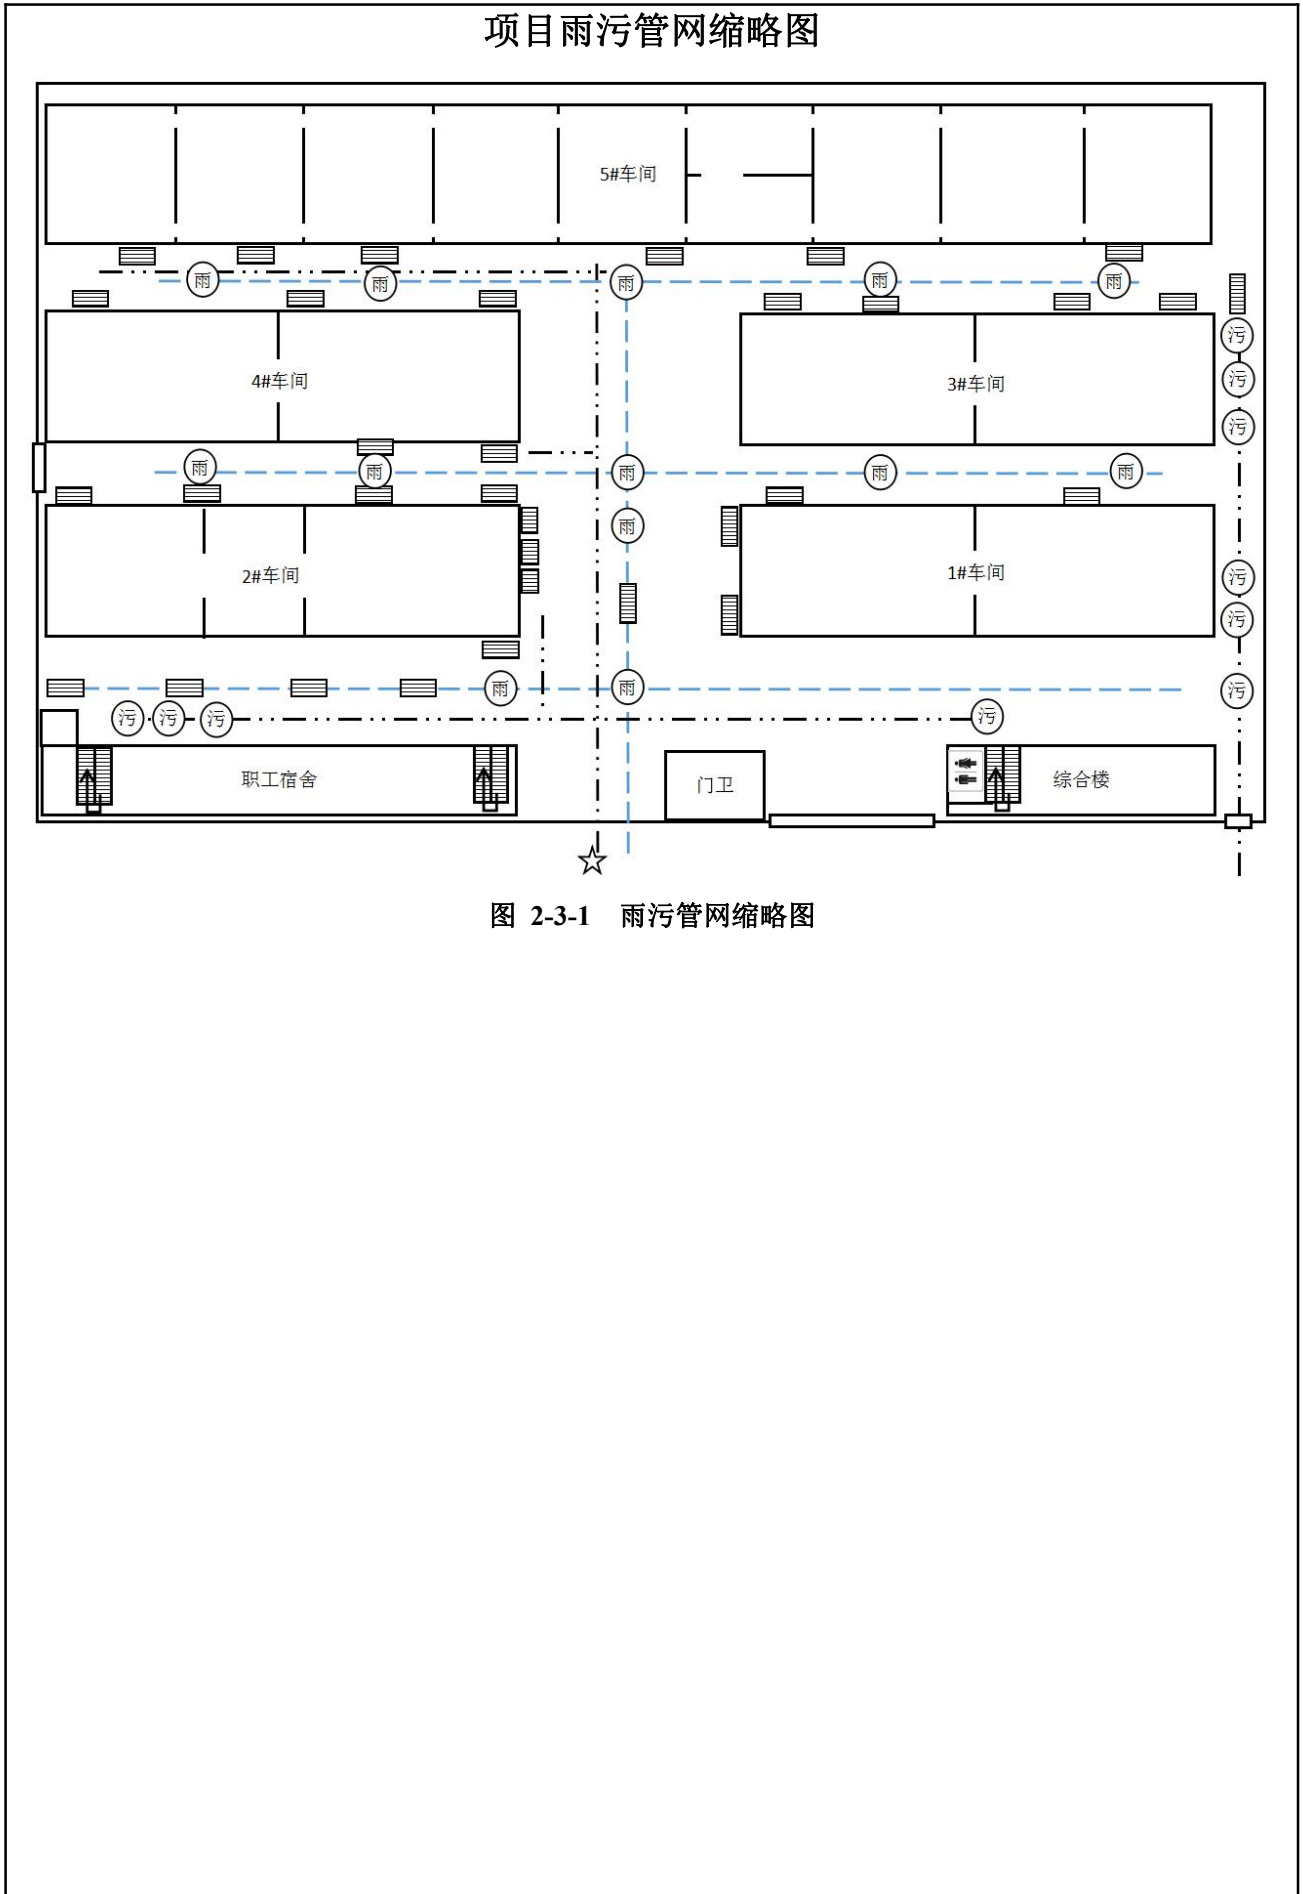 项目雨污管网缩略图
5#车间
雨 雨 雨 雨 雨
污
4#车间 3#车间 污
污
雨 雨 雨 雨 雨
雨
2#车间 1#车间 污
污
雨 雨 污
污 污 污 污
职工宿舍 门卫 综合楼
图 2-3-1 雨污管网缩略图